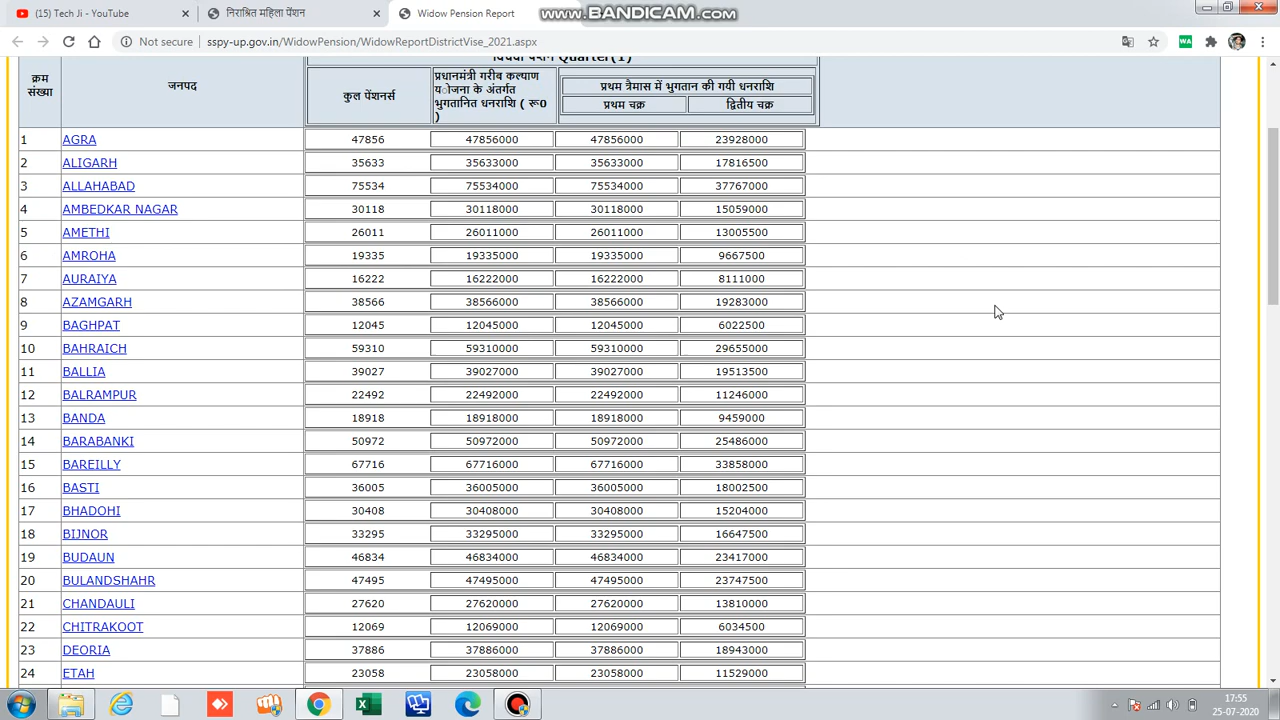 (15) Tech Ji - YouTube
निराश्रित महिला पेंशन
Widow Pension Report
WWW.BANDICAM.COM
Not secure
sspy-up.gov.in/WidowPension/WidowReportDistrictVise_2021.aspx
विधवा पेंशन Quarter(1)
क्रम संख्या जनपद कुल पेंशनर्स
प्रधानमंत्री गरीब कल्याण
योजना के अंतर्गत
भुगतानित धनराशि ( रू0
)
प्रथम त्रैमास में भुगतान की गयी धनराशि
प्रथम चक्र द्वितीय चक्र
1 AGRA 47856 47856000 47856000 23928000
2 ALIGARH 35633 35633000 35633000 17816500
3 ALLAHABAD 75534 75534000 75534000 37767000
4 AMBEDKAR NAGAR 30118 30118000 30118000 15059000
5 AMETHI 26011 26011000 26011000 13005500
6 AMROHA 19335 19335000 19335000 9667500
7 AURAIYA 16222 16222000 16222000 8111000
8 AZAMGARH 38566 38566000 38566000 19283000
9 BAGHPAT 12045 12045000 12045000 6022500
10 BAHRAICH 59310 59310000 59310000 29655000
11 BALLIA 39027 39027000 39027000 19513500
12 BALRAMPUR 22492 22492000 22492000 11246000
13 BANDA 18918 18918000 18918000 9459000
14 BARABANKI 50972 50972000 50972000 25486000
15 BAREILLY 67716 67716000 67716000 33858000
16 BASTI 36005 36005000 36005000 18002500
17 BHADOHI 30408 30408000 30408000 15204000
18 BIJNOR 33295 33295000 33295000 16647500
19 BUDAUN 46834 46834000 46834000 23417000
20 BULANDSHAHR 47495 47495000 47495000 23747500
21 CHANDAULI 27620 27620000 27620000 13810000
22 CHITRAKOOT 12069 12069000 12069000 6034500
23 DEORIA 37886 37886000 37886000 18943000
24 ETAH 23058 23058000 23058000 11529000
17:55
25-07-2020